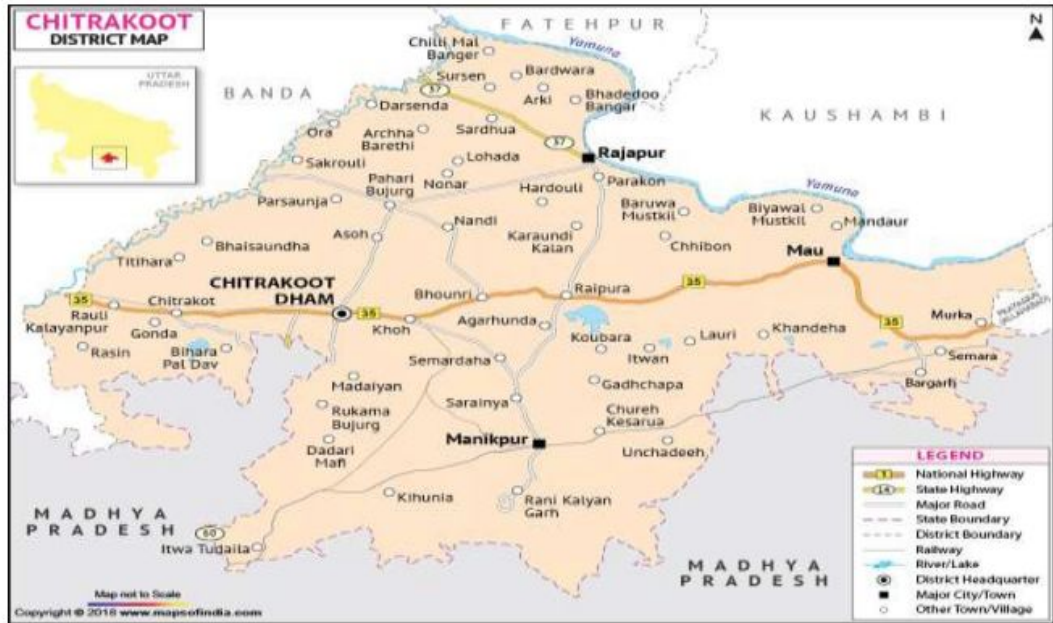 CHITRAKOOT
DISTRICT MAP
UTTAR
PRADESH
N
FATEHPUR
Yamuna
BANDA
KAUSHAMBI
Chilli Mal
Banger
Sursen
Bardwara
37
Arki
Bhadedoo
Bangar
Darsenda
Ora
Archha
Barethi
Sardhua
37
Rajapur
Sakrouli
Lohada
Pahari
Bujurg
Nonar
Hardouli
Parakon
Yamuna
Parsaunja
Baruwa
Mustkil
Biyawal
Mustkil
Mandaur
Nandi
Asoh
Karaundi
Kalan
Chhibon
Bhaisaundha
Titihara
Mau
CHITRAKOOT
DHAM
35
Bhounri
Raipura
35
Rauli
Kalayanpur
Chitrakot
35
Khoh
Agarhunda
35
Murka
Gonda
Koubara
Lauri
Khandeha
Rasin
Bihara
Pal Dav
Semardaha
Itwan
Semara
Madaiyan
Gadhchapa
Bargarh
Rukama
Bujurg
Sarainya
Chureh
Kesarua
Manikpur
Dadari
Mafi
Unchadeeh
Kihunia
Rani Kalyan
Garh
MADHYA
PRADESH
60
Itwa Tudaila
MADHYA
PRADESH
LEGEND
1 National Highway
14 State Highway
Major Road
State Boundary
District Boundary
Railway
River/Lake
District Headquarter
Major City/Town
Other Town/Village
Map not to Scale
Copyright © 2018 www.mapsofindia.com